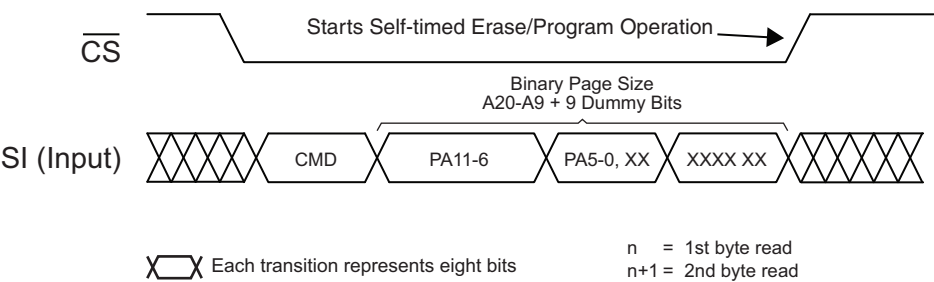 Starts Self-timed Erase/Program Operation
CS
Binary Page Size
A20-A9 + 9 Dummy Bits
SI (Input)
CMD
PA11-6
PA5-0, XX
XXXX XX
Each transition represents eight bits
n = 1st byte read
n+1 = 2nd byte read